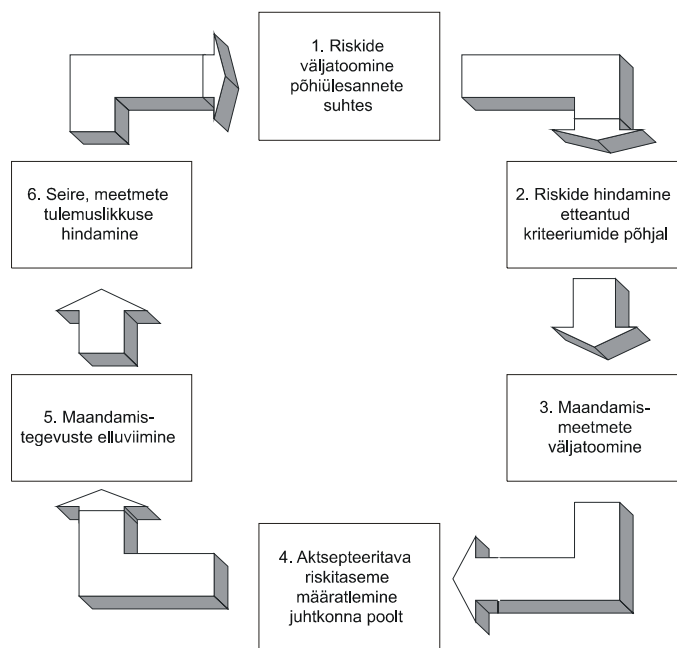 1. Riskide
väljatoomine
põhiülesannete
suhtes
2. Riskide hindamine
etteantud
kriteeriumide põhjal
3. Maandamis-
meetmete
väljatoomine
4. Aktsepteeritava
riskitaseme
määratlemine
juhtkonna poolt
5. Maandamis-
tegevuste elluviimine
6. Seire, meetmete
tulemuslikkuse
hindamine